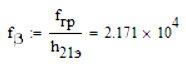 f_β := f_гр / h_21э = 2.171 × 10^4